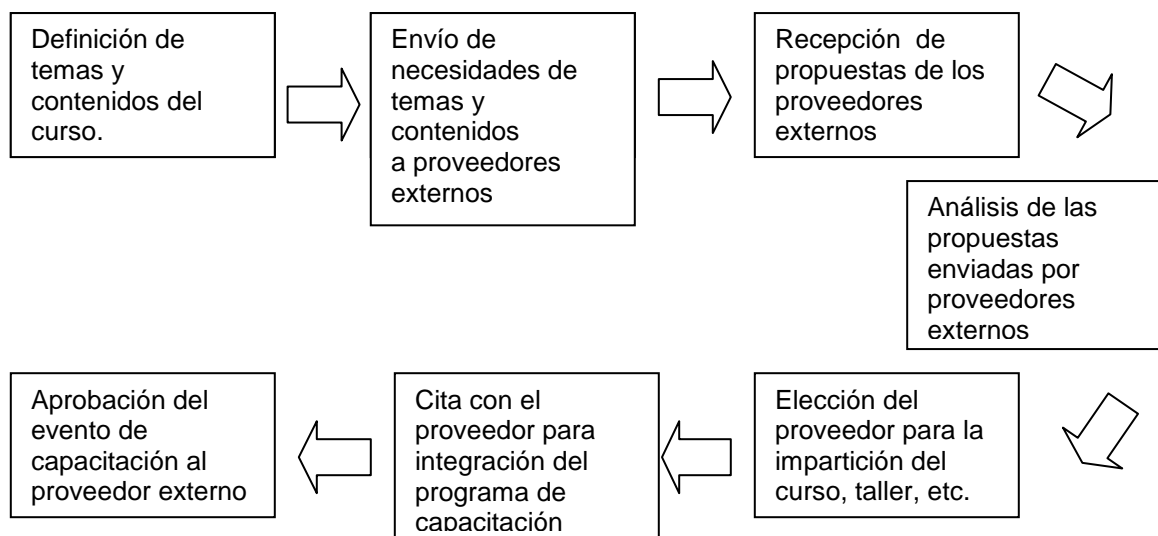 Definición de
temas y
contenidos del
curso.
Envío de
necesidades de
temas y
contenidos
a proveedores
externos
Recepción de
propuestas de los
proveedores
externos
Análisis de las
propuestas
enviadas por
proveedores
externos
Elección del
proveedor para la
impartición del
curso, taller, etc.
Cita con el
proveedor para
integración del
programa de
capacitación
Aprobación del
evento de
capacitación al
proveedor externo